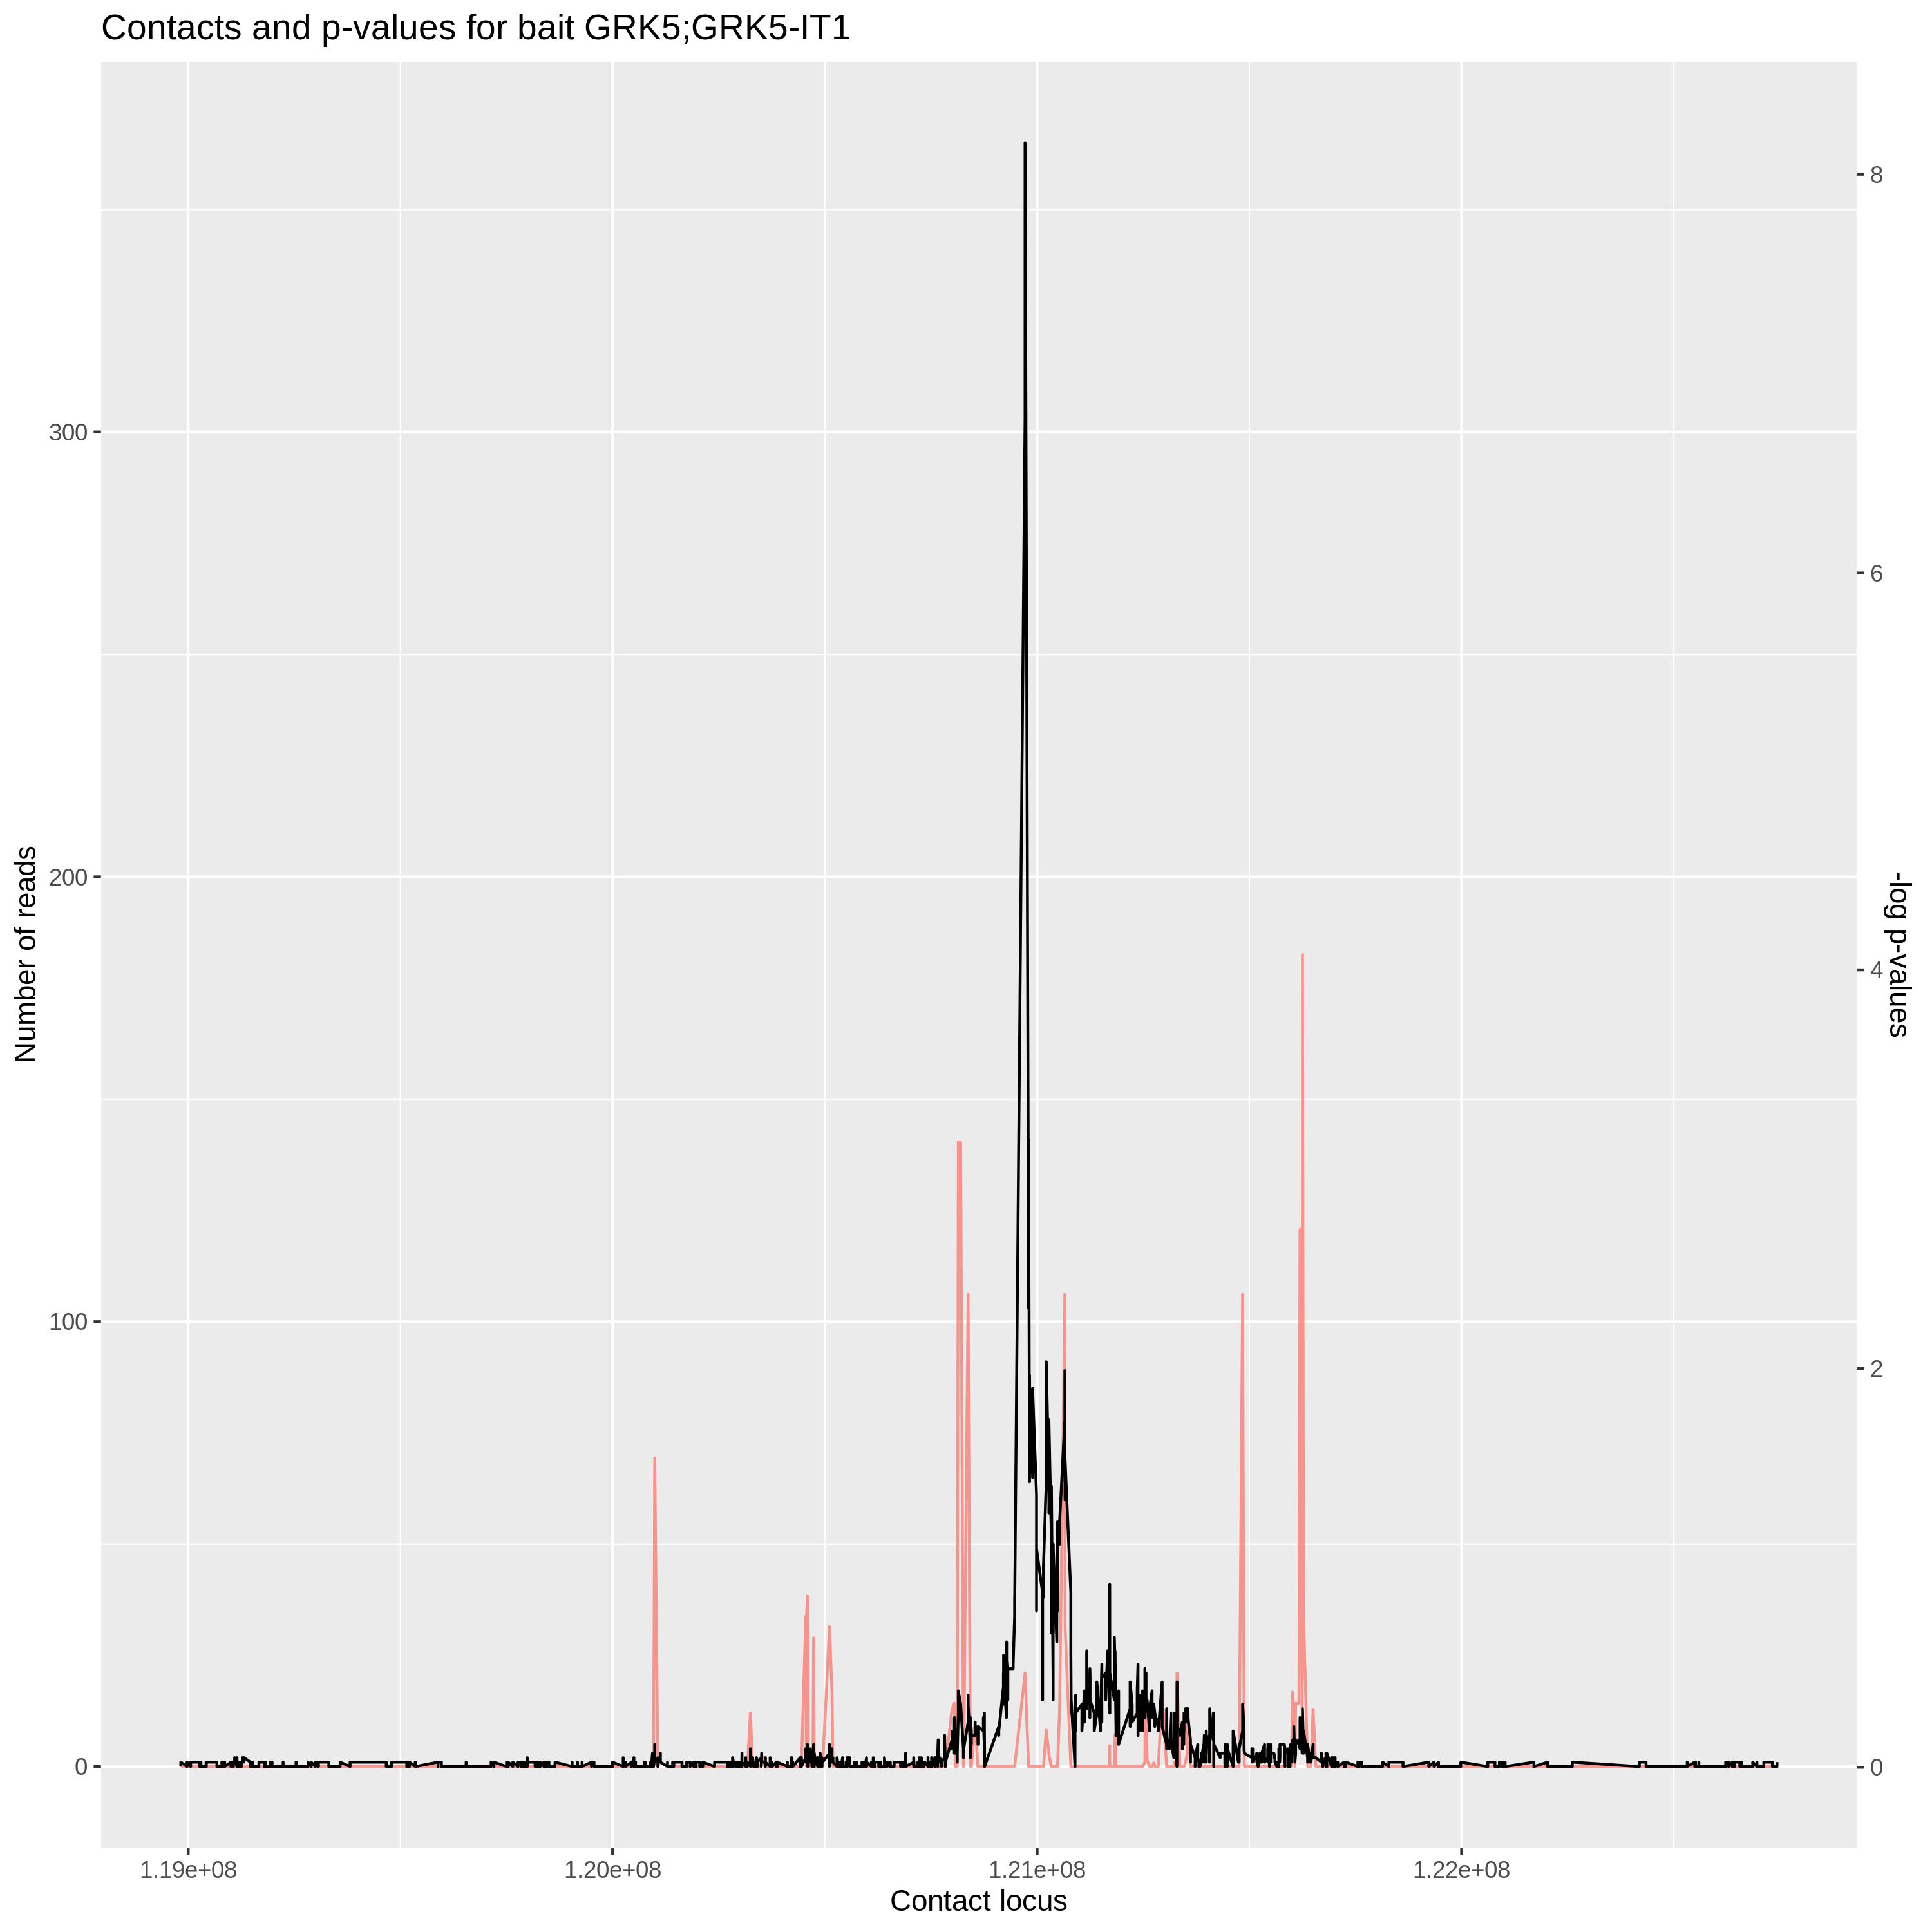 Contacts and p-values for bait GRK5;GRK5-IT1
Number of reads
300
200
100
0
8
6
4
2
0
-log p-values
1.19e+08
1.20e+08
1.21e+08
1.22e+08
Contact locus